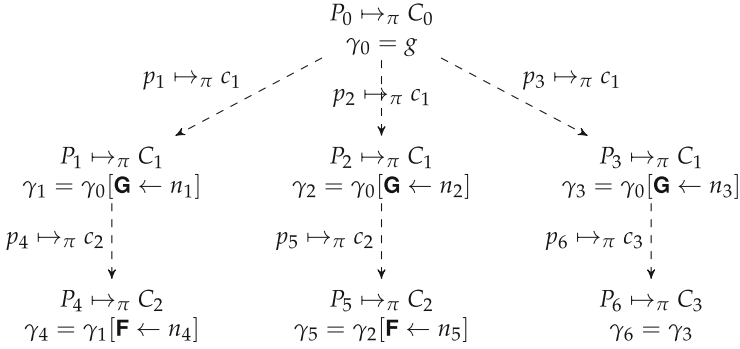 P₀ ↦π C₀
γ₀ = g
p₁ ↦π c₁
p₂ ↦π c₁
p₃ ↦π c₁
P₁ ↦π C₁
γ₁ = γ₀[G ← n₁]
P₂ ↦π C₁
γ₂ = γ₀[G ← n₂]
P₃ ↦π C₁
γ₃ = γ₀[G ← n₃]
p₄ ↦π c₂
p₅ ↦π c₂
p₆ ↦π c₃
P₄ ↦π C₂
γ₄ = γ₁[F ← n₄]
P₅ ↦π C₂
γ₅ = γ₂[F ← n₅]
P₆ ↦π C₃
γ₆ = γ₃